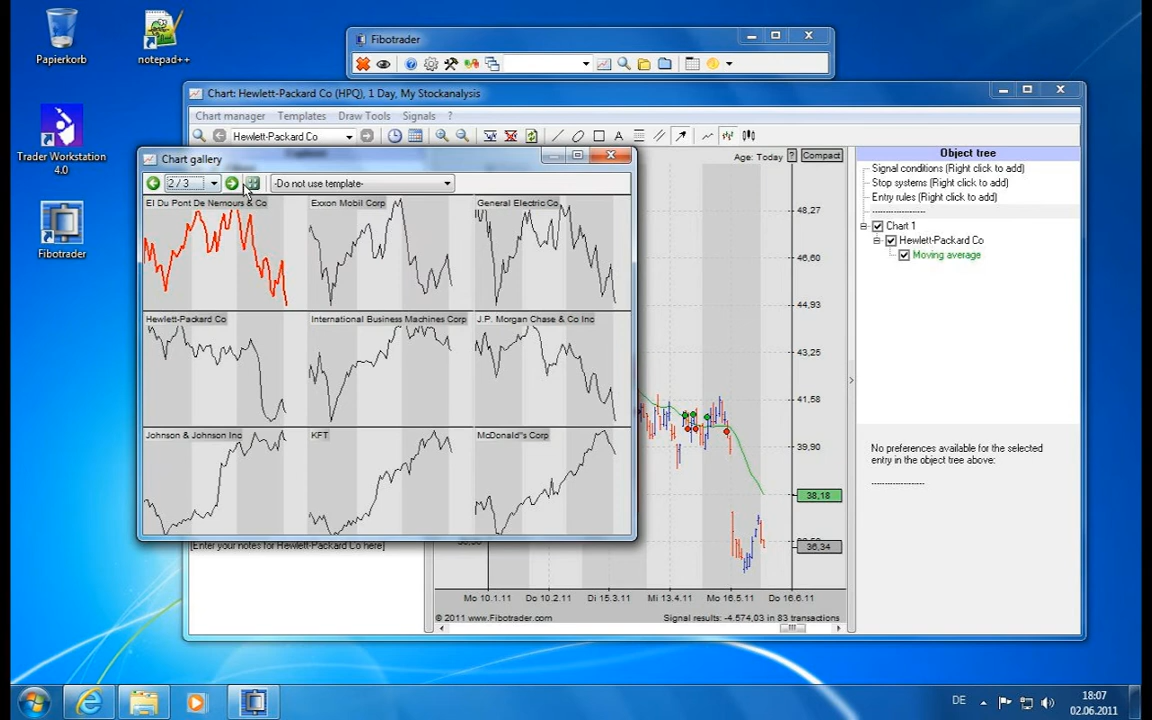 Papierkorb
notepad++
Trader Workstation
4.0
Fibotrader
Fibotrader
Chart: Hewlett-Packard Co (HPQ), 1 Day, My Stockanalysis
Chart manager Templates Draw Tools Signals ?
Hewlett-Packard Co
Chart gallery
2 / 3
-Do not use template-
El Du Pont De Nemours & Co
Exxon Mobil Corp
General Electric Co
Hewlett-Packard Co
International Business Machines Corp
J.P. Morgan Chase & Co Inc
Johnson & Johnson Inc
KFT
McDonald"s Corp
Age: Today ? Compact
48,27
46,60
44,93
43,25
41,58
39,90
38,18
36,34
Mo 10.1.11 Do 10.2.11 Di 15.3.11 Mi 13.4.11 Mo 16.5.11 Do 16.6.11
© 2011 www.Fibotrader.com
Signal results: -4.574,03 in 83 transactions
[Enter your notes for Hewlett-Packard Co here]
Object tree
Signal conditions (Right click to add)
Stop systems (Right click to add)
Entry rules (Right click to add)
Chart 1
Hewlett-Packard Co
Moving average
No preferences available for the selected
entry in the object tree above:
DE
18:07
02.06.2011